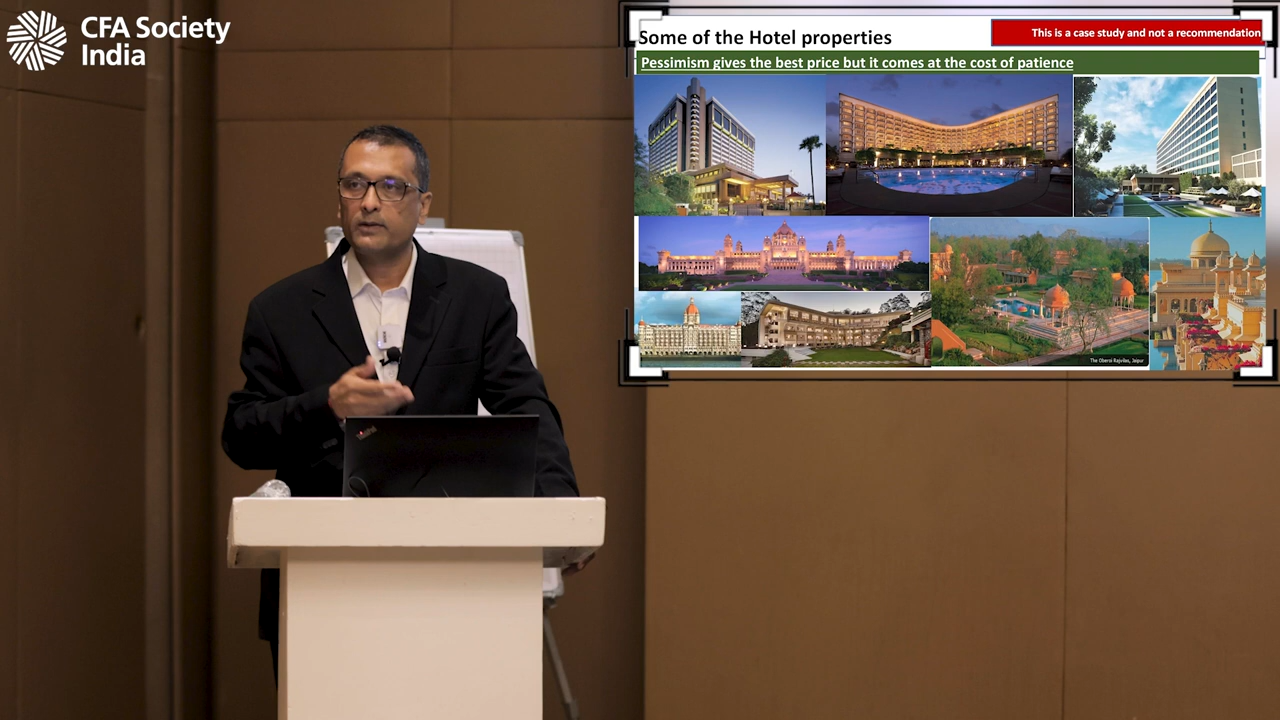 CFA Society
India
Some of the Hotel properties
This is a case study and not a recommendation
Pessimism gives the best price but it comes at the cost of patience
The Oberoi Rajvilas, Jaipur